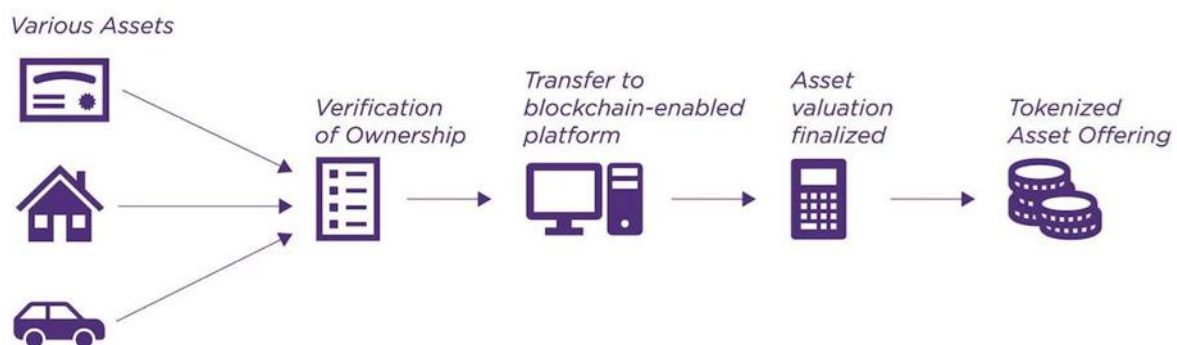 Various Assets
Verification
of Ownership
Transfer to
blockchain-enabled
platform
Asset
valuation
finalized
Tokenized
Asset Offering